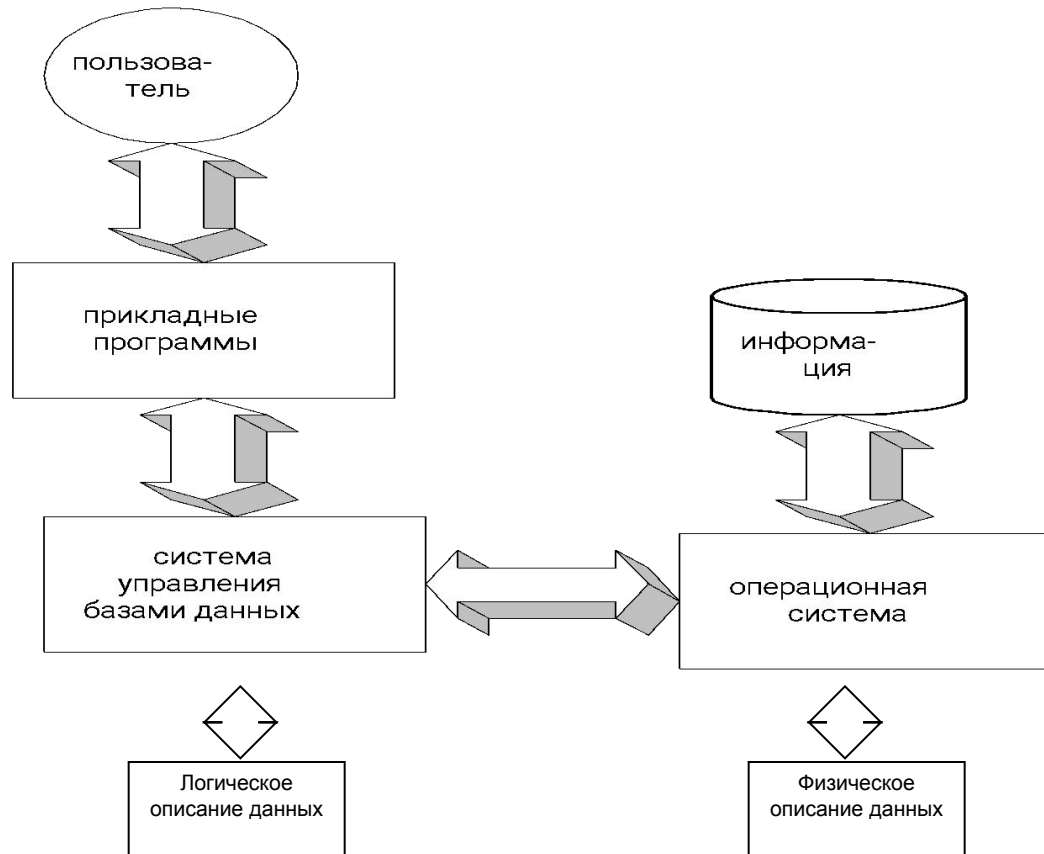 пользова-
тель
прикладные
программы
информа-
ция
система
управления
базами данных
операционная
система
Логическое
описание данных
Физическое
описание данных